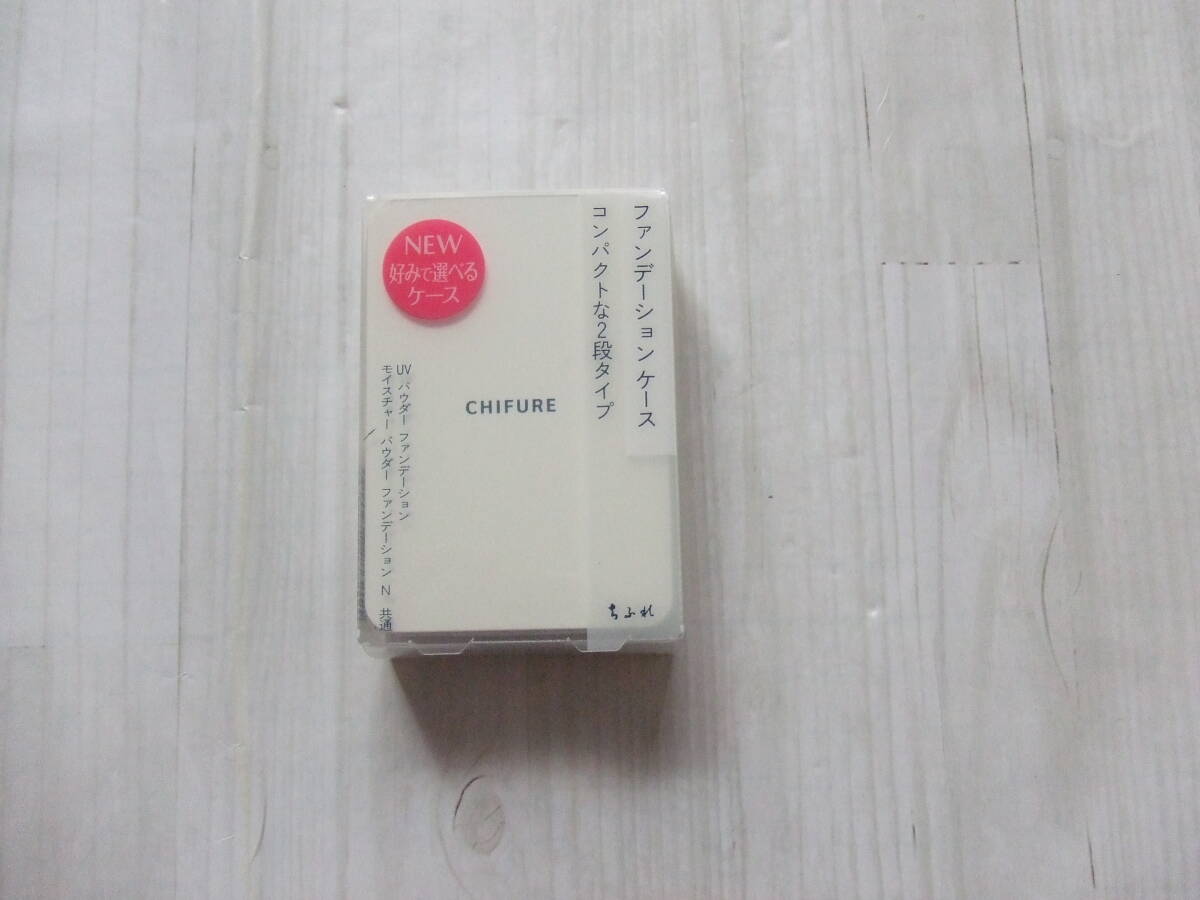 ファンデーション ケース
コンパクトな2段タイプ
NEW
好みで選べる
ケース
CHIFURE
UV パウダー ファンデーション
モイスチャー パウダー ファンデーション N 共通
ちふれ